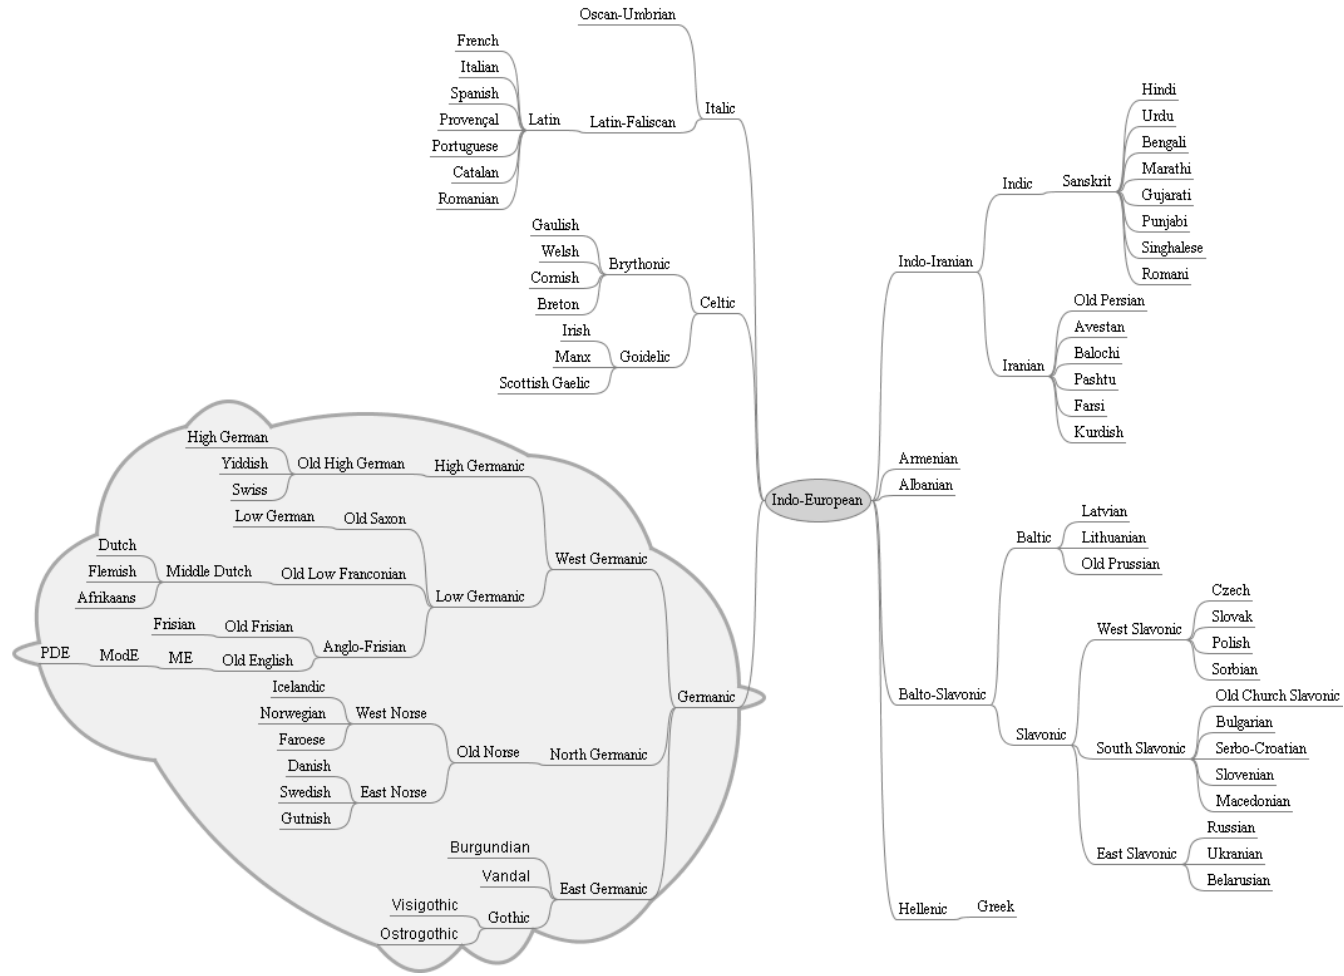 Oscan-Umbrian
French
Italian
Spanish
Provençal
Portuguese
Catalan
Romanian
Latin
Latin-Faliscan
Italic
Gaulish
Welsh
Cornish
Breton
Brythonic
Irish
Manx
Scottish Gaelic
Goidelic
Celtic
High German
Yiddish
Swiss
Old High German
High Germanic
Low German
Old Saxon
Dutch
Flemish
Afrikaans
Middle Dutch
Old Low Franconian
Low Germanic
West Germanic
Frisian
Old Frisian
PDE
ModE
ME
Old English
Anglo-Frisian
Icelandic
Norwegian
Faroese
West Norse
Danish
Swedish
Gutnish
East Norse
Old Norse
North Germanic
Germanic
Burgundian
Vandal
Visigothic
Ostrogothic
Gothic
East Germanic
Indo-European
Indo-Iranian
Indic
Sanskrit
Hindi
Urdu
Bengali
Marathi
Gujarati
Punjabi
Singhalese
Romani
Iranian
Old Persian
Avestan
Balochi
Pashtu
Farsi
Kurdish
Armenian
Albanian
Balto-Slavonic
Baltic
Latvian
Lithuanian
Old Prussian
Slavonic
West Slavonic
Czech
Slovak
Polish
Sorbian
South Slavonic
Old Church Slavonic
Bulgarian
Serbo-Croatian
Slovenian
Macedonian
East Slavonic
Russian
Ukranian
Belarusian
Hellenic
Greek